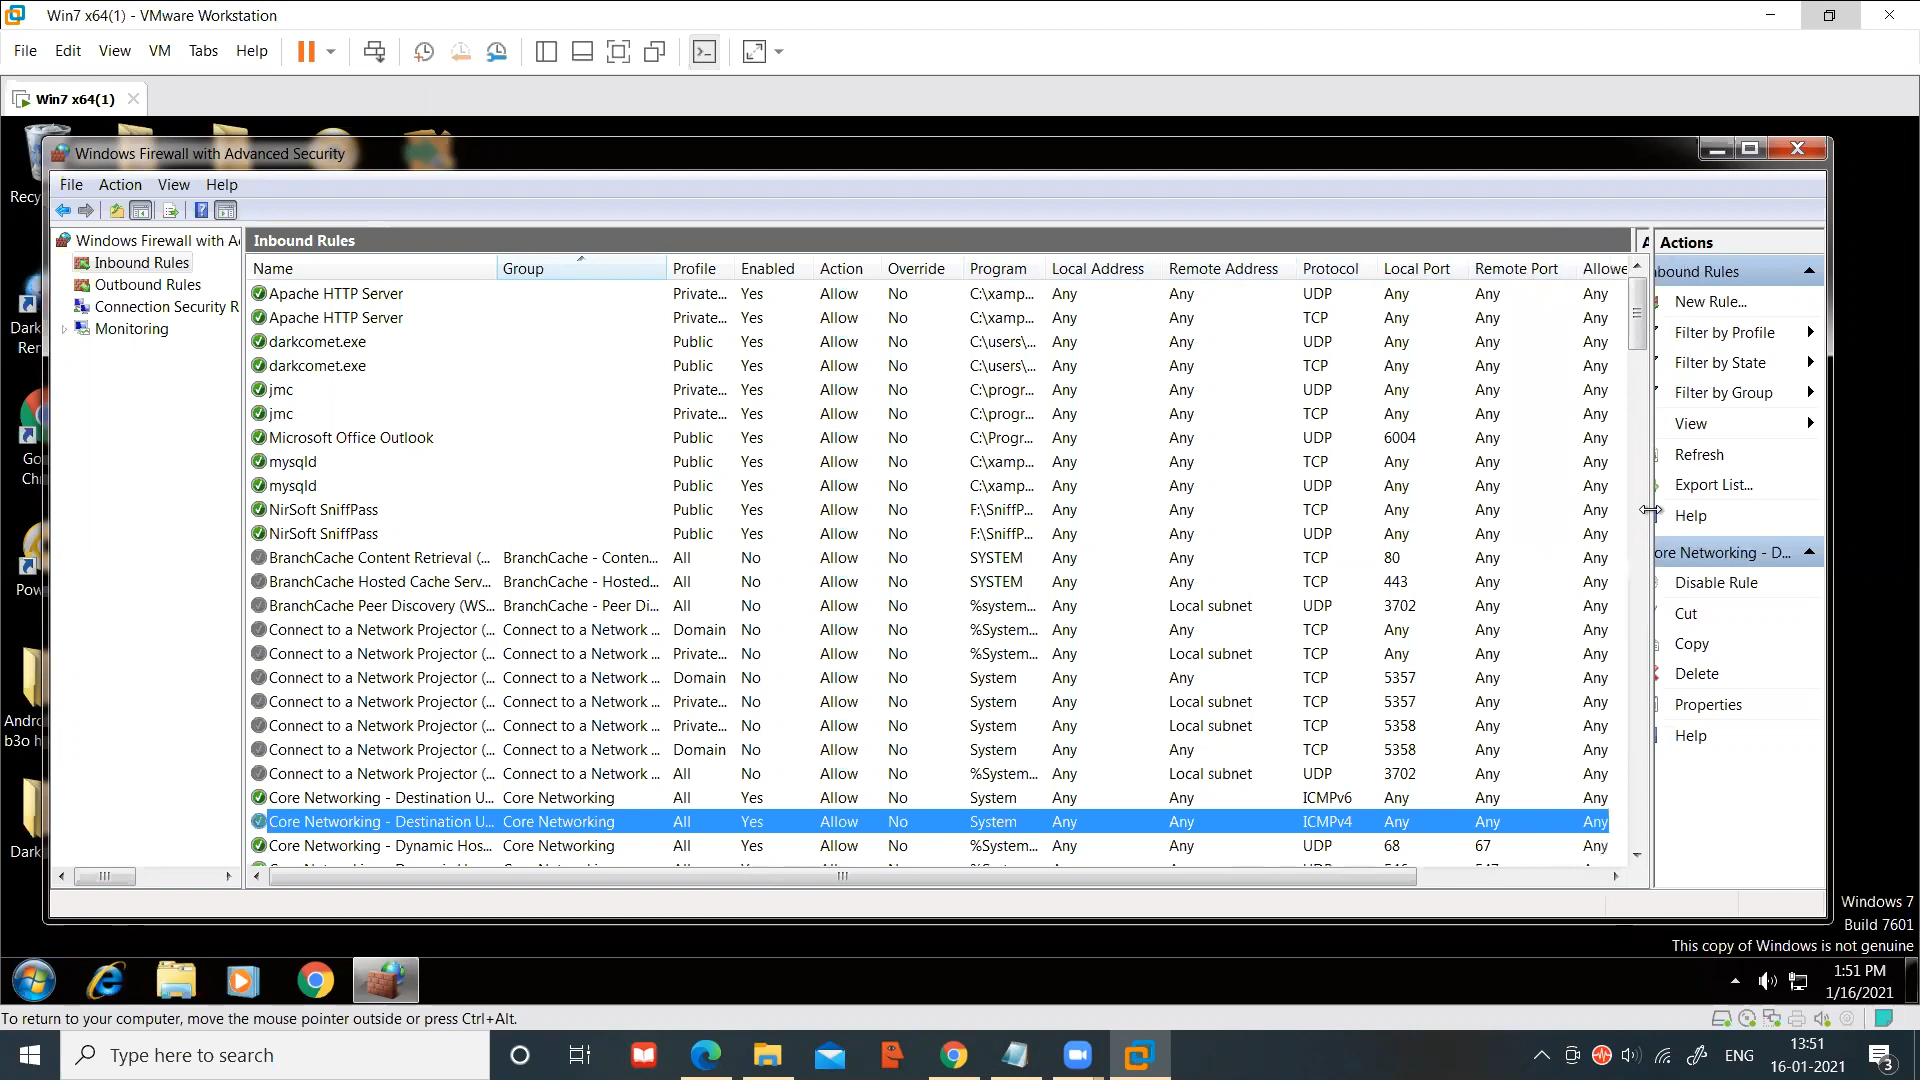 Win7 x64(1) - VMware Workstation
File Edit View VM Tabs Help
Win7 x64(1)
Windows Firewall with Advanced Security
File Action View Help
Windows Firewall with A
Inbound Rules
Outbound Rules
Connection Security R
Monitoring
Inbound Rules
Name Group Profile Enabled Action Override Program Local Address Remote Address Protocol Local Port Remote Port Allowe
Apache HTTP Server Private... Yes Allow No C:\xamp... Any Any UDP Any Any Any
Apache HTTP Server Private... Yes Allow No C:\xamp... Any Any TCP Any Any Any
darkcomet.exe Public Yes Allow No C:\users\... Any Any UDP Any Any Any
darkcomet.exe Public Yes Allow No C:\users\... Any Any TCP Any Any Any
jmc Private... Yes Allow No C:\progr... Any Any UDP Any Any Any
jmc Private... Yes Allow No C:\progr... Any Any TCP Any Any Any
Microsoft Office Outlook Public Yes Allow No C:\Progr... Any Any UDP 6004 Any Any
mysqld Public Yes Allow No C:\xamp... Any Any TCP Any Any Any
mysqld Public Yes Allow No C:\xamp... Any Any UDP Any Any Any
NirSoft SniffPass Public Yes Allow No F:\SniffP... Any Any TCP Any Any Any
NirSoft SniffPass Public Yes Allow No F:\SniffP... Any Any UDP Any Any Any
BranchCache Content Retrieval (... BranchCache - Conten... All No Allow No SYSTEM Any Any TCP 80 Any Any
BranchCache Hosted Cache Serv... BranchCache - Hosted... All No Allow No SYSTEM Any Any TCP 443 Any Any
BranchCache Peer Discovery (WS... BranchCache - Peer Di... All No Allow No %system... Any Local subnet UDP 3702 Any Any
Connect to a Network Projector (... Connect to a Network ... Domain No Allow No %System... Any Any TCP Any Any Any
Connect to a Network Projector (... Connect to a Network ... Private... No Allow No %System... Any Local subnet TCP Any Any Any
Connect to a Network Projector (... Connect to a Network ... Domain No Allow No System Any Any TCP 5357 Any Any
Connect to a Network Projector (... Connect to a Network ... Private... No Allow No System Any Local subnet TCP 5357 Any Any
Connect to a Network Projector (... Connect to a Network ... Private... No Allow No System Any Local subnet TCP 5358 Any Any
Connect to a Network Projector (... Connect to a Network ... Domain No Allow No System Any Any TCP 5358 Any Any
Connect to a Network Projector (... Connect to a Network ... All No Allow No %System... Any Local subnet UDP 3702 Any Any
Core Networking - Destination U... Core Networking All Yes Allow No System Any Any ICMPv6 Any Any Any
Core Networking - Destination U... Core Networking All Yes Allow No System Any Any ICMPv4 Any Any Any
Core Networking - Dynamic Hos... Core Networking All Yes Allow No %System... Any Any UDP 68 67 Any
Actions
bound Rules
New Rule...
Filter by Profile
Filter by State
Filter by Group
View
Refresh
Export List...
Help
ore Networking - D...
Disable Rule
Cut
Copy
Delete
Properties
Help
Recy
Dark
Rer
Go
Chr
Pow
Andro
b3o h
Dark
Windows 7
Build 7601
This copy of Windows is not genuine
1:51 PM
1/16/2021
To return to your computer, move the mouse pointer outside or press Ctrl+Alt.
Type here to search
ENG
13:51
16-01-2021
3